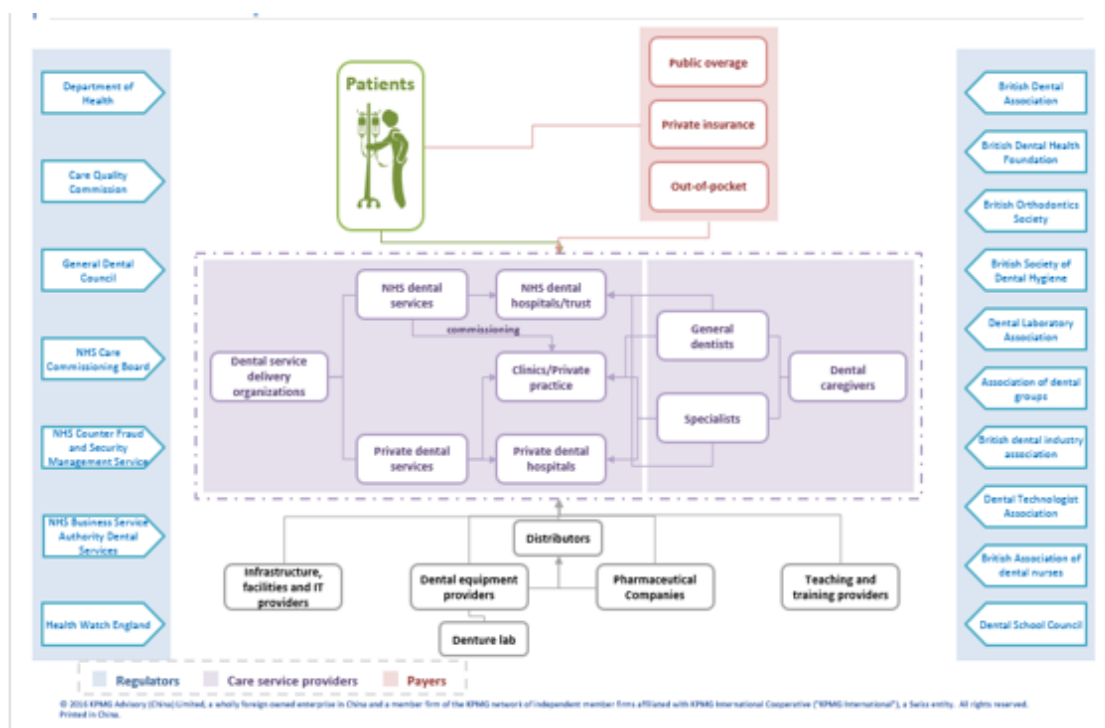 Department of
Health
Care Quality
Commission
General Dental
Council
NHS Care
Commissioning Board
NHS Counter Fraud
and Security
Management Service
NHS Business Service
Authority Dental
Services
Health Watch England
Patients
Public overage
Private insurance
Out-of-pocket
British Dental
Association
British Dental Health
Foundation
British Orthodontics
Society
British Society of
Dental Hygiene
Dental Laboratory
Association
Association of dental
groups
British dental industry
association
Dental Technologist
Association
British Association of
dental nurses
Dental School Council
NHS dental
services
NHS dental
hospitals/trust
commissioning
General
dentists
Dental service
delivery
organizations
Clinics/Private
practice
Dental
caregivers
Specialists
Private dental
services
Private dental
hospitals
Distributors
Infrastructure,
facilities and IT
providers
Dental equipment
providers
Pharmaceutical
Companies
Teaching and
training providers
Denture lab
Regulators
Care service providers
Payers
© 2016 KPMG Advisory (China) Limited, a wholly foreign owned enterprise in China and a member firm of the KPMG network of independent member firms affiliated with KPMG International Cooperative ("KPMG International"), a Swiss entity. All rights reserved.
Printed in China.